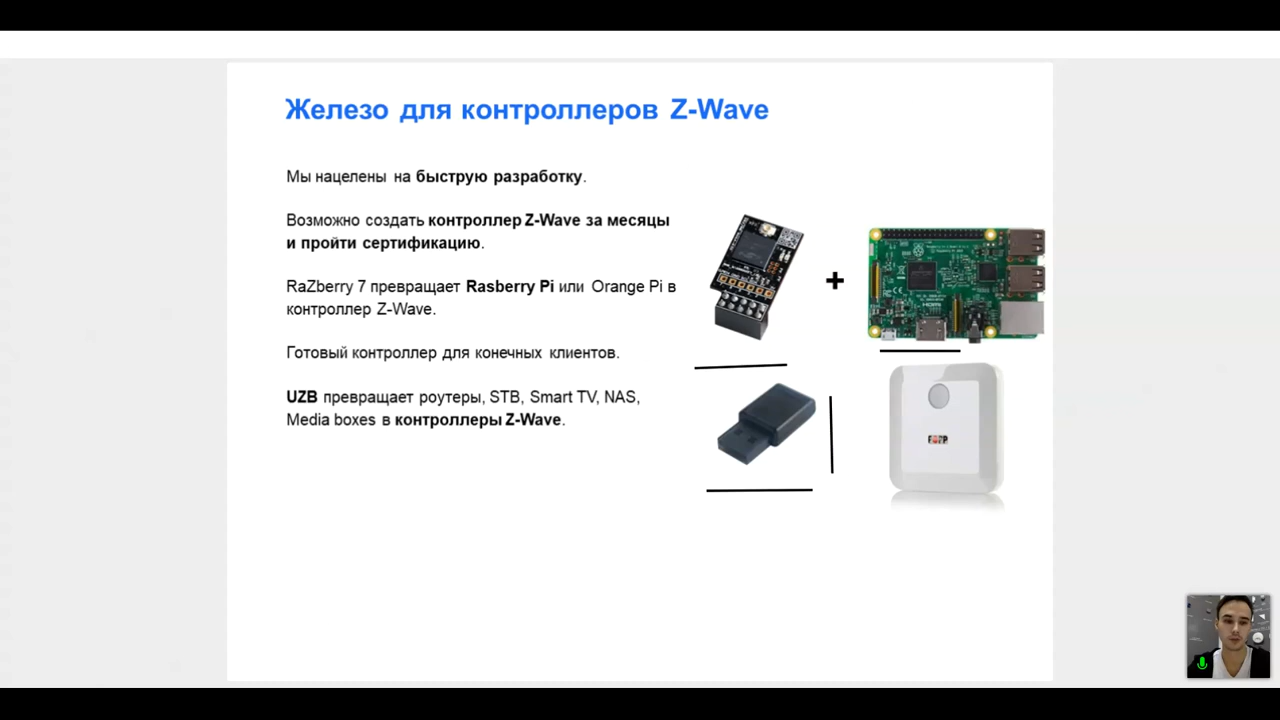 Железо для контроллеров Z-Wave
Мы нацелены на быструю разработку.
Возможно создать контроллер Z-Wave за месяцы
и пройти сертификацию.
RaZberry 7 превращает Rasberry Pi или Orange Pi в
контроллер Z-Wave.
Готовый контроллер для конечных клиентов.
UZB превращает роутеры, STB, Smart TV, NAS,
Media boxes в контроллеры Z-Wave.
+
HDMI